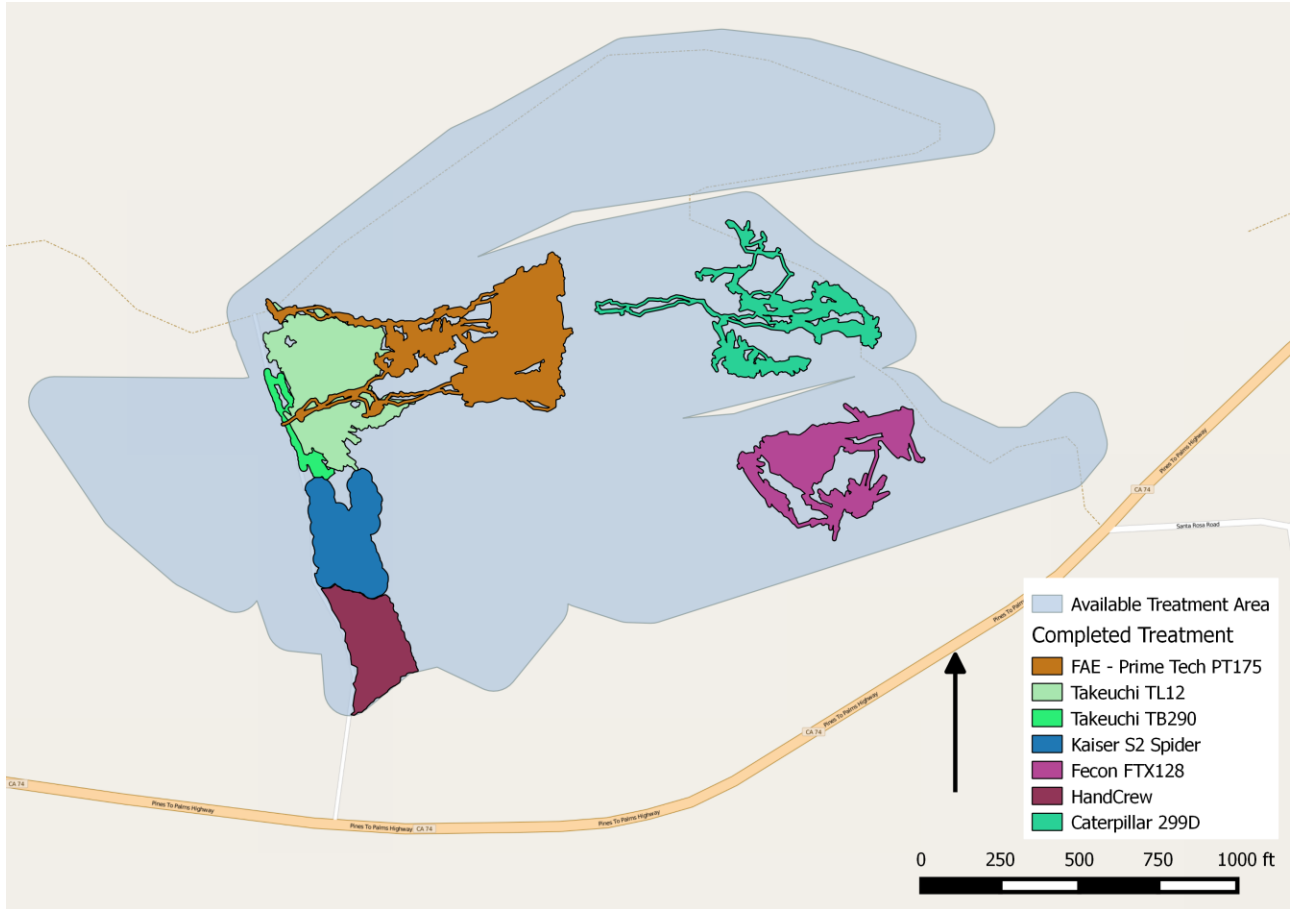 Pines To Palms Highway
CA 74
Santa Rosa Road
Pines To Palms Highway
CA 74
CA 74
Pines To Palms Highway
Pines To Palms Highway
Pines To Palms Highway
CA 74
Pines To Palms
Available Treatment Area
Completed Treatment
FAE - Prime Tech PT175
Takeuchi TL12
Takeuchi TB290
Kaiser S2 Spider
Fecon FTX128
HandCrew
Caterpillar 299D
0 250 500 750 1000 ft